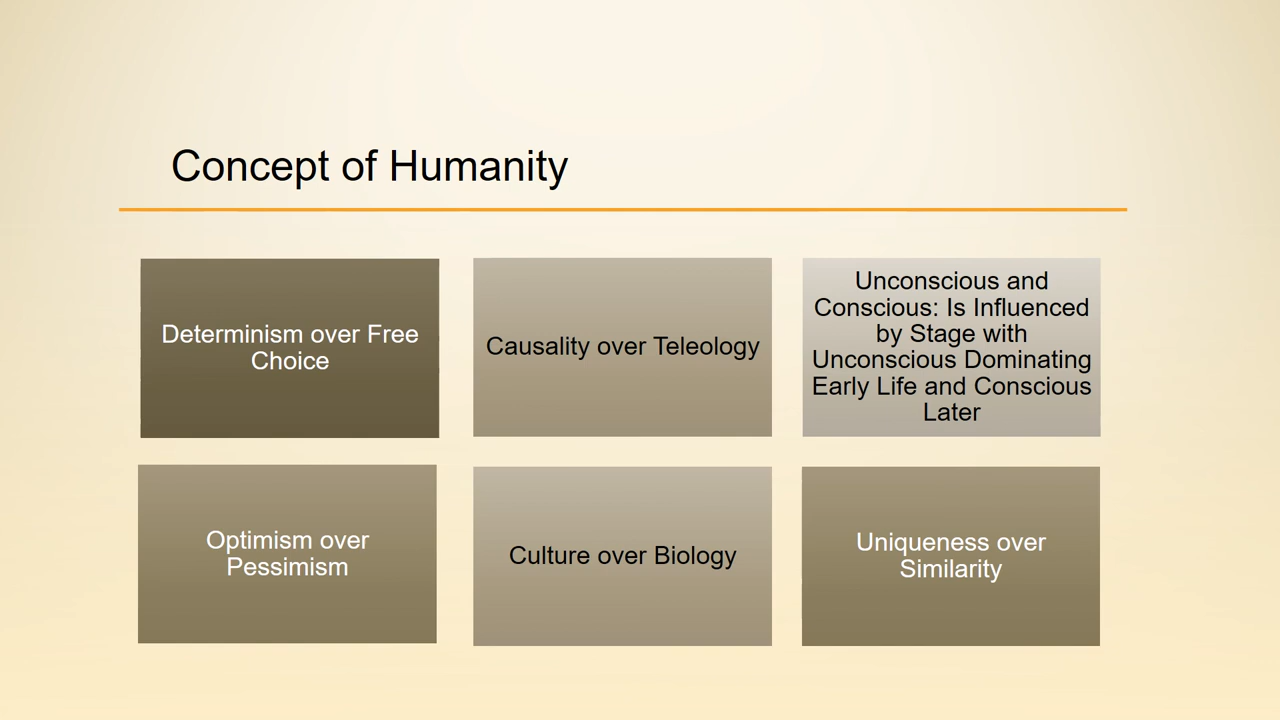 Concept of Humanity
Determinism over Free
Choice
Causality over Teleology
Unconscious and
Conscious: Is Influenced
by Stage with
Unconscious Dominating
Early Life and Conscious
Later
Optimism over
Pessimism
Culture over Biology
Uniqueness over
Similarity